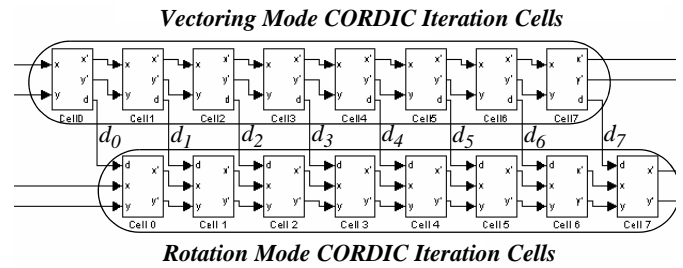 Vectoring Mode CORDIC Iteration Cells
x x' x x' x x' x x' x x' x x' x x' x x'
y' y' y' y' y' y' y' y'
y d y d y d y d y d y d y d y d
Cell0 Cell1 Cell2 Cell3 Cell4 Cell5 Cell6 Cell7
d0 d1 d2 d3 d4 d5 d6 d7
d d d d d d d d
x x' x x' x x' x x' x x' x x' x x' x x'
y y' y y' y y' y y' y y' y y' y y' y y'
Cell 0 Cell 1 Cell 2 Cell 3 Cell 4 Cell 5 Cell 6 Cell 7
Rotation Mode CORDIC Iteration Cells